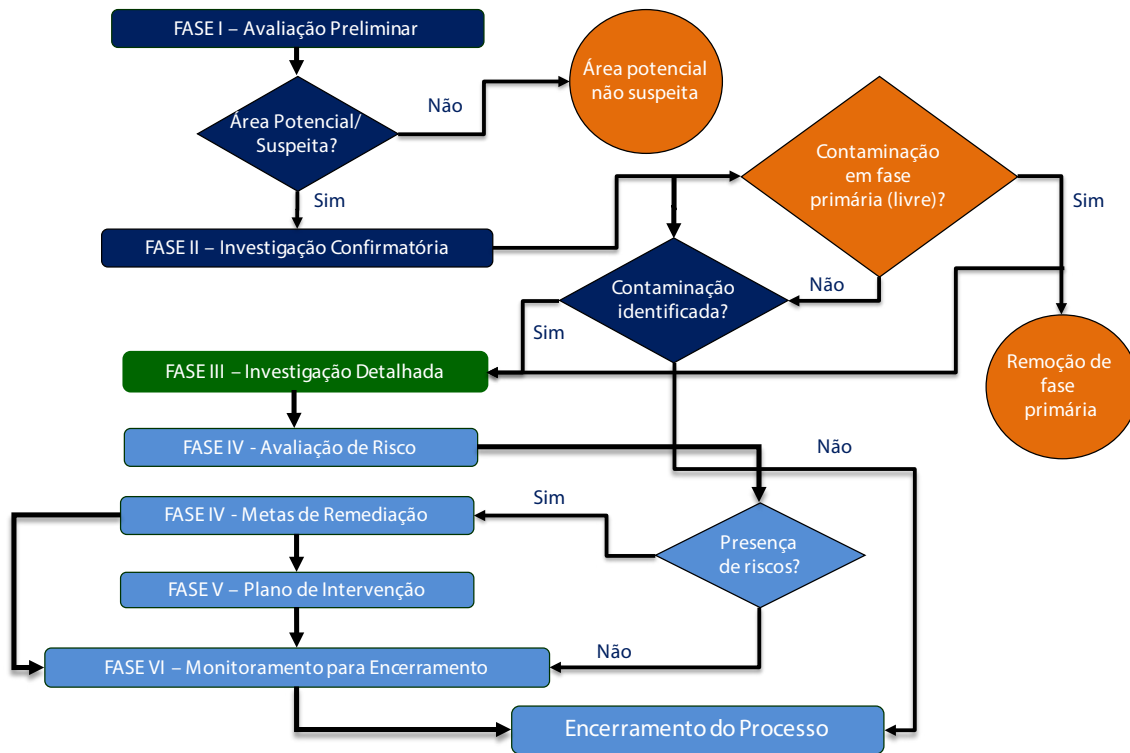 FASE I – Avaliação Preliminar
Área potencial
não suspeita
Não
Área Potencial/
Suspeita?
Sim
Contaminação
em fase
primária (livre)?
Sim
FASE II – Investigação Confirmatória
Não
Contaminação
identificada?
Sim
Remoção de
fase
primária
FASE III – Investigação Detalhada
FASE IV - Avaliação de Risco
Não
Sim
FASE IV - Metas de Remediação
Presença
de riscos?
FASE V – Plano de Intervenção
Não
FASE VI – Monitoramento para Encerramento
Encerramento do Processo